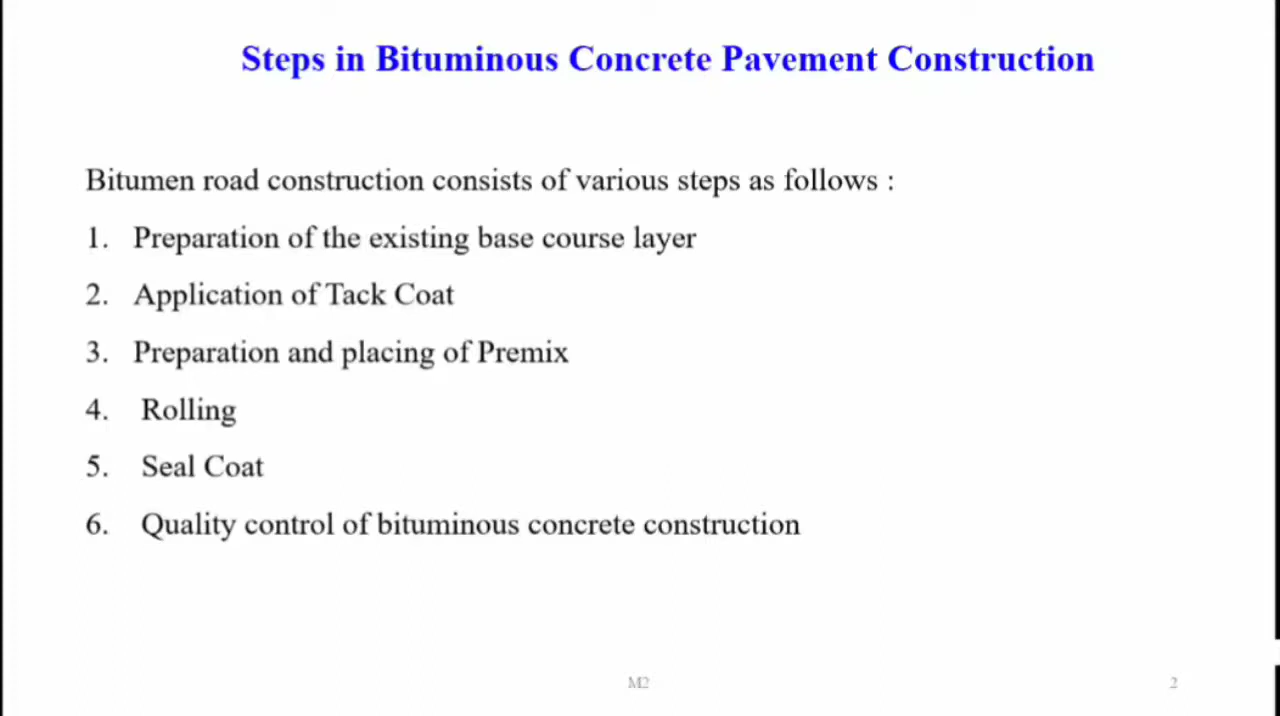 Steps in Bituminous Concrete Pavement Construction
Bitumen road construction consists of various steps as follows :
1. Preparation of the existing base course layer
2. Application of Tack Coat
3. Preparation and placing of Premix
4. Rolling
5. Seal Coat
6. Quality control of bituminous concrete construction
M2
2